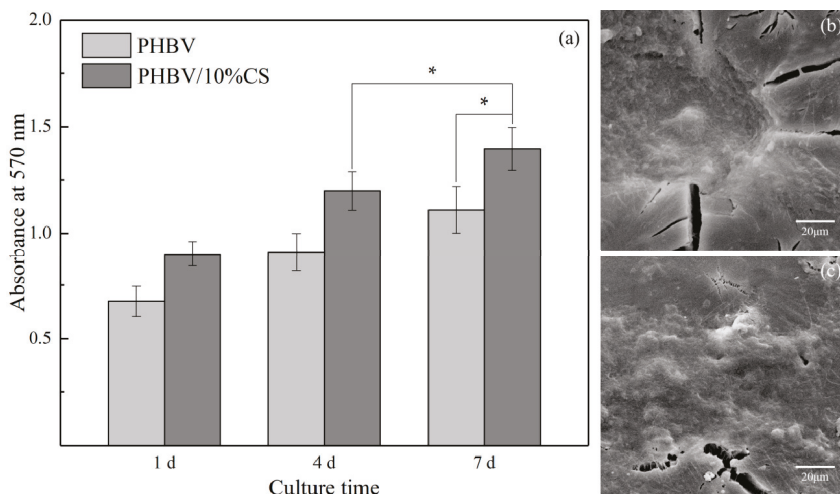 2.0
1.5
1.0
0.5
Absorbance at 570 nm
PHBV
PHBV/10%CS
(a)
*
*
1 d
4 d
7 d
Culture time
(b)
20μm
(c)
20μm